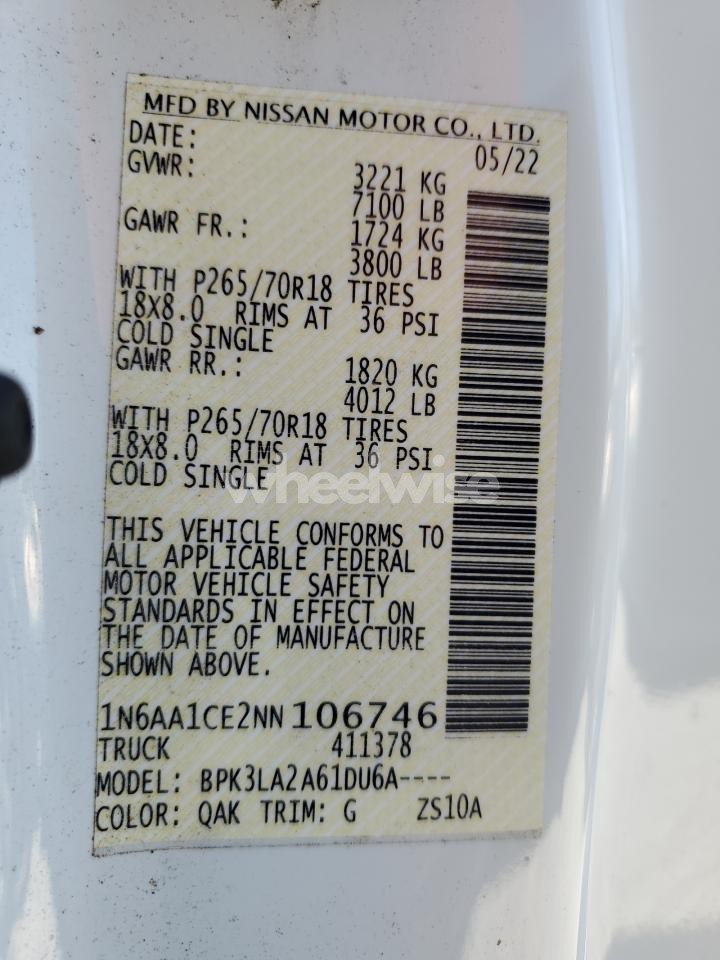 MFD BY NISSAN MOTOR CO., LTD.
DATE: 05/22
GVWR: 3221 KG
7100 LB
GAWR FR.: 1724 KG
3800 LB
WITH P265/70R18 TIRES
18X8.0 RIMS AT 36 PSI
COLD SINGLE
GAWR RR.: 1820 KG
4012 LB
WITH P265/70R18 TIRES
18X8.0 RIMS AT 36 PSI
COLD SINGLE
wheelwise
THIS VEHICLE CONFORMS TO
ALL APPLICABLE FEDERAL
MOTOR VEHICLE SAFETY
STANDARDS IN EFFECT ON
THE DATE OF MANUFACTURE
SHOWN ABOVE.
1N6AA1CE2NN106746
TRUCK 411378
MODEL: BPK3LA2A61DU6A----
COLOR: QAK TRIM: G ZS10A